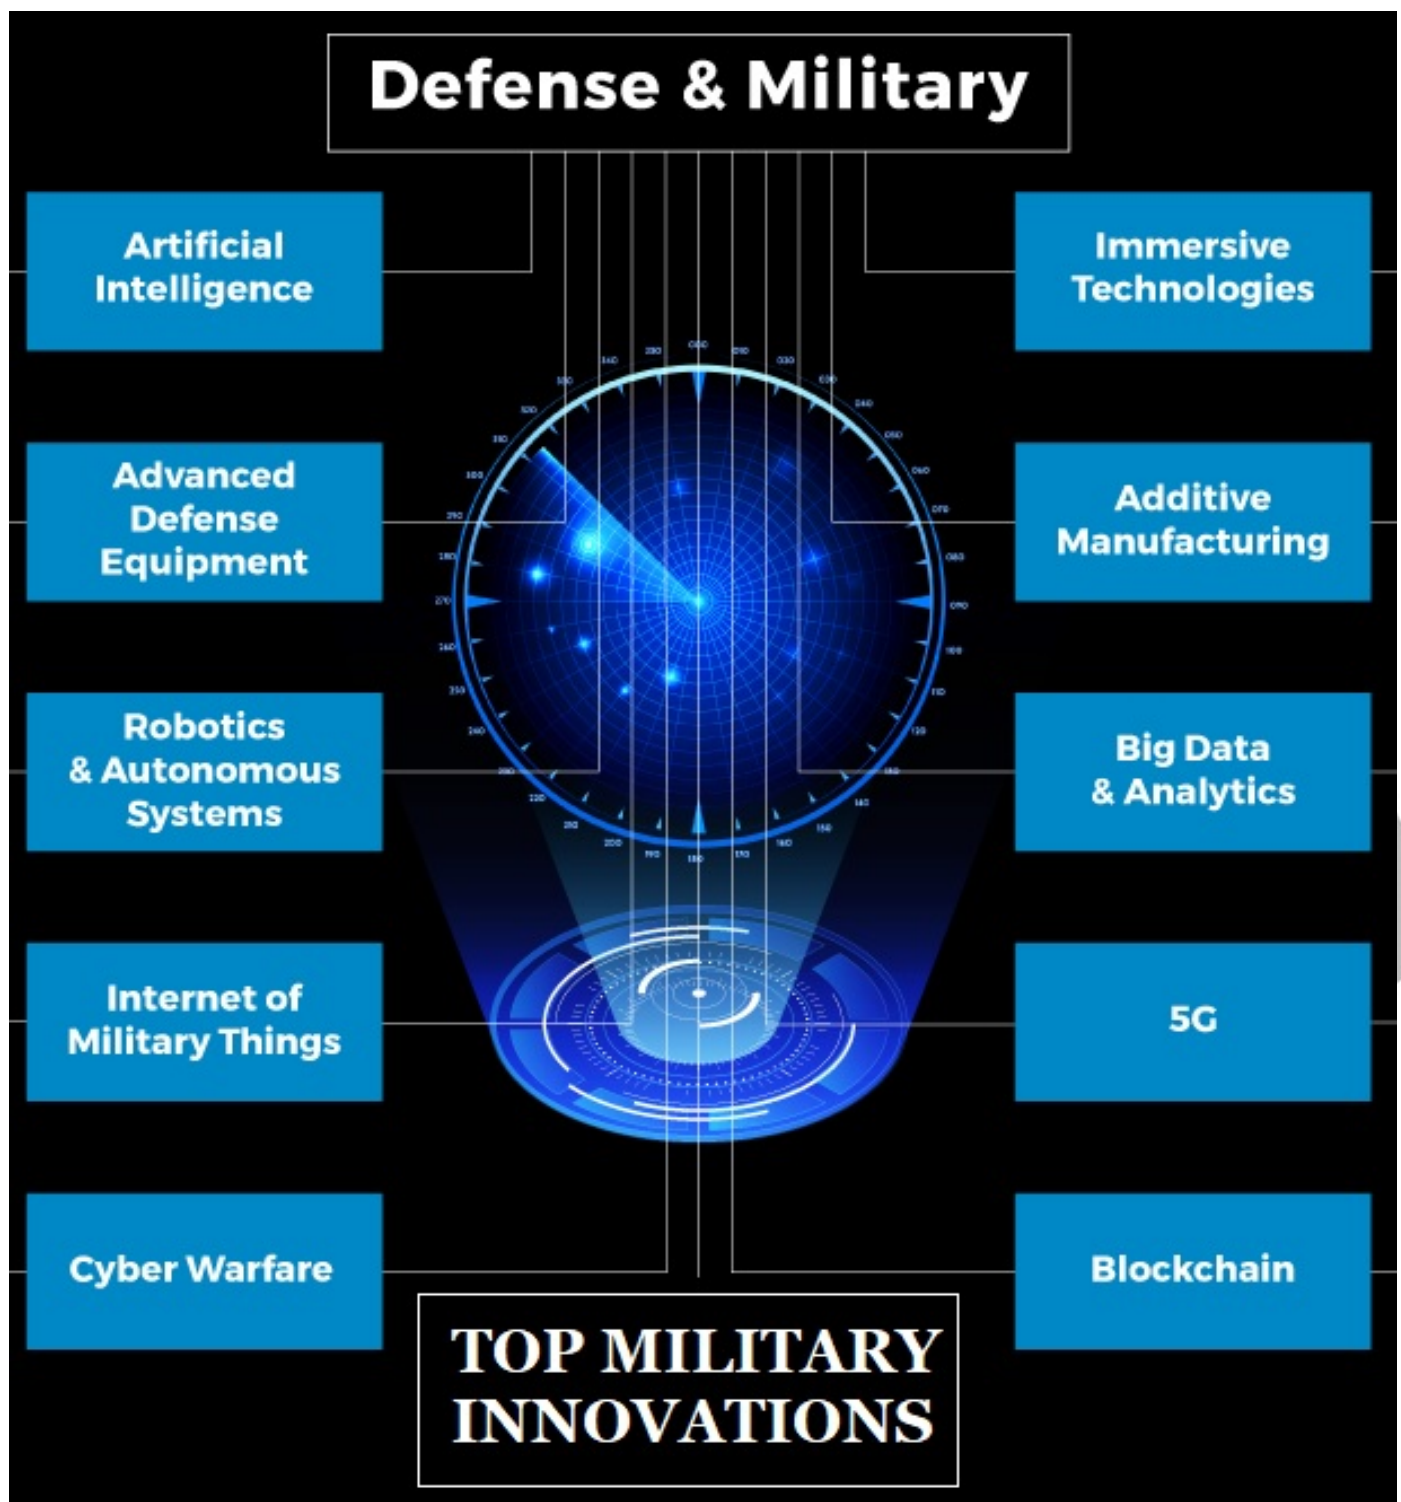 Defense & Military
Artificial
Intelligence
Advanced
Defense
Equipment
Robotics
& Autonomous
Systems
Internet of
Military Things
Cyber Warfare
Immersive
Technologies
Additive
Manufacturing
Big Data
& Analytics
5G
Blockchain
TOP MILITARY
INNOVATIONS